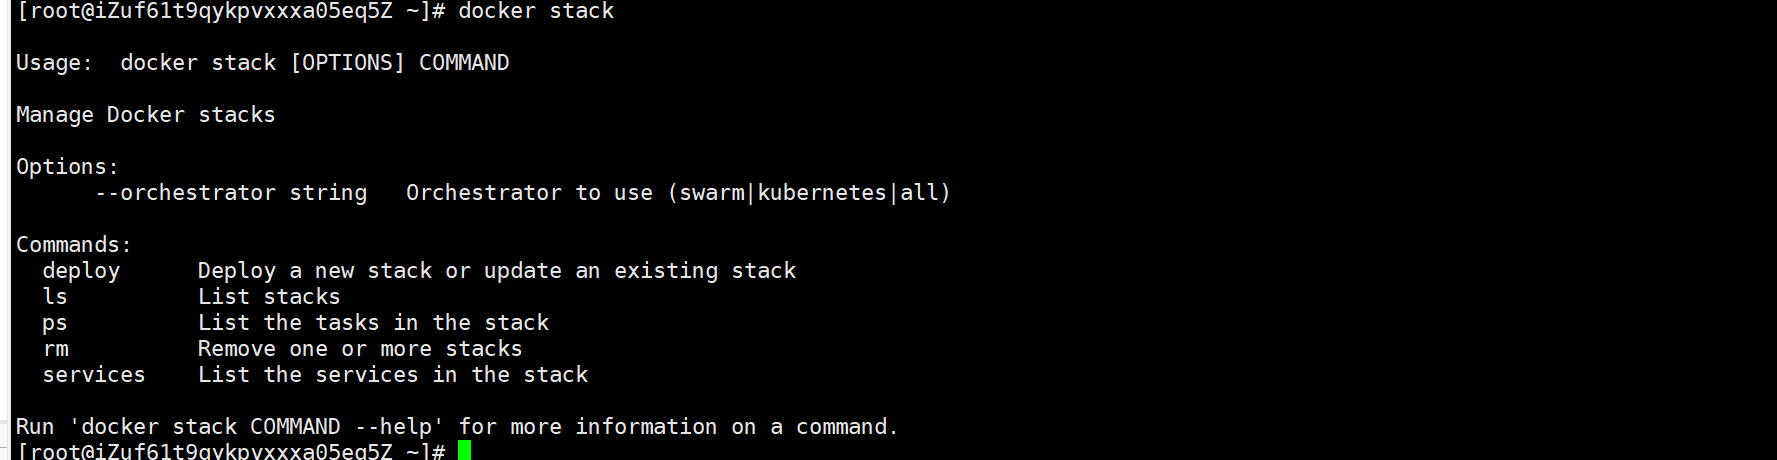 [root@iZuf61t9qykpvxxxa05eq5Z ~]# docker stack
Usage:  docker stack [OPTIONS] COMMAND
Manage Docker stacks
Options:
      --orchestrator string   Orchestrator to use (swarm|kubernetes|all)
Commands:
  deploy      Deploy a new stack or update an existing stack
  ls          List stacks
  ps          List the tasks in the stack
  rm          Remove one or more stacks
  services    List the services in the stack
Run 'docker stack COMMAND --help' for more information on a command.
[root@iZuf61t9qykpvxxxa05eq5Z ~]#